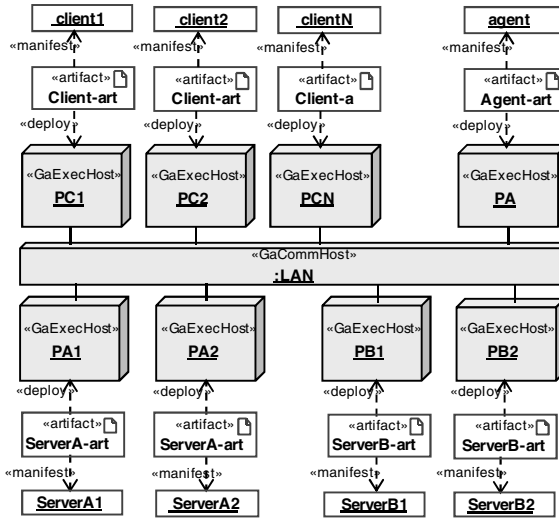 client1 client2 clientN agent
«manifest» «manifest» «manifest» «manifest»
«artifact» «artifact» «artifact» «artifact»
Client-art Client-art Client-a Agent-art
«deploy» «deploy» «deploy» «deploy»
«GaExecHost» «GaExecHost» «GaExecHost» «GaExecHost»
PC1 PC2 PCN PA
«GaCommHost»
:LAN
«GaExecHost» «GaExecHost» «GaExecHost» «GaExecHost»
PA1 PA2 PB1 PB2
«deploy» «deploy» «deploy» «deploy»
«artifact» «artifact» «artifact» «artifact»
ServerA-art ServerA-art ServerB-art ServerB-art
«manifest» «manifest» «manifest» «manifest»
ServerA1 ServerA2 ServerB1 ServerB2